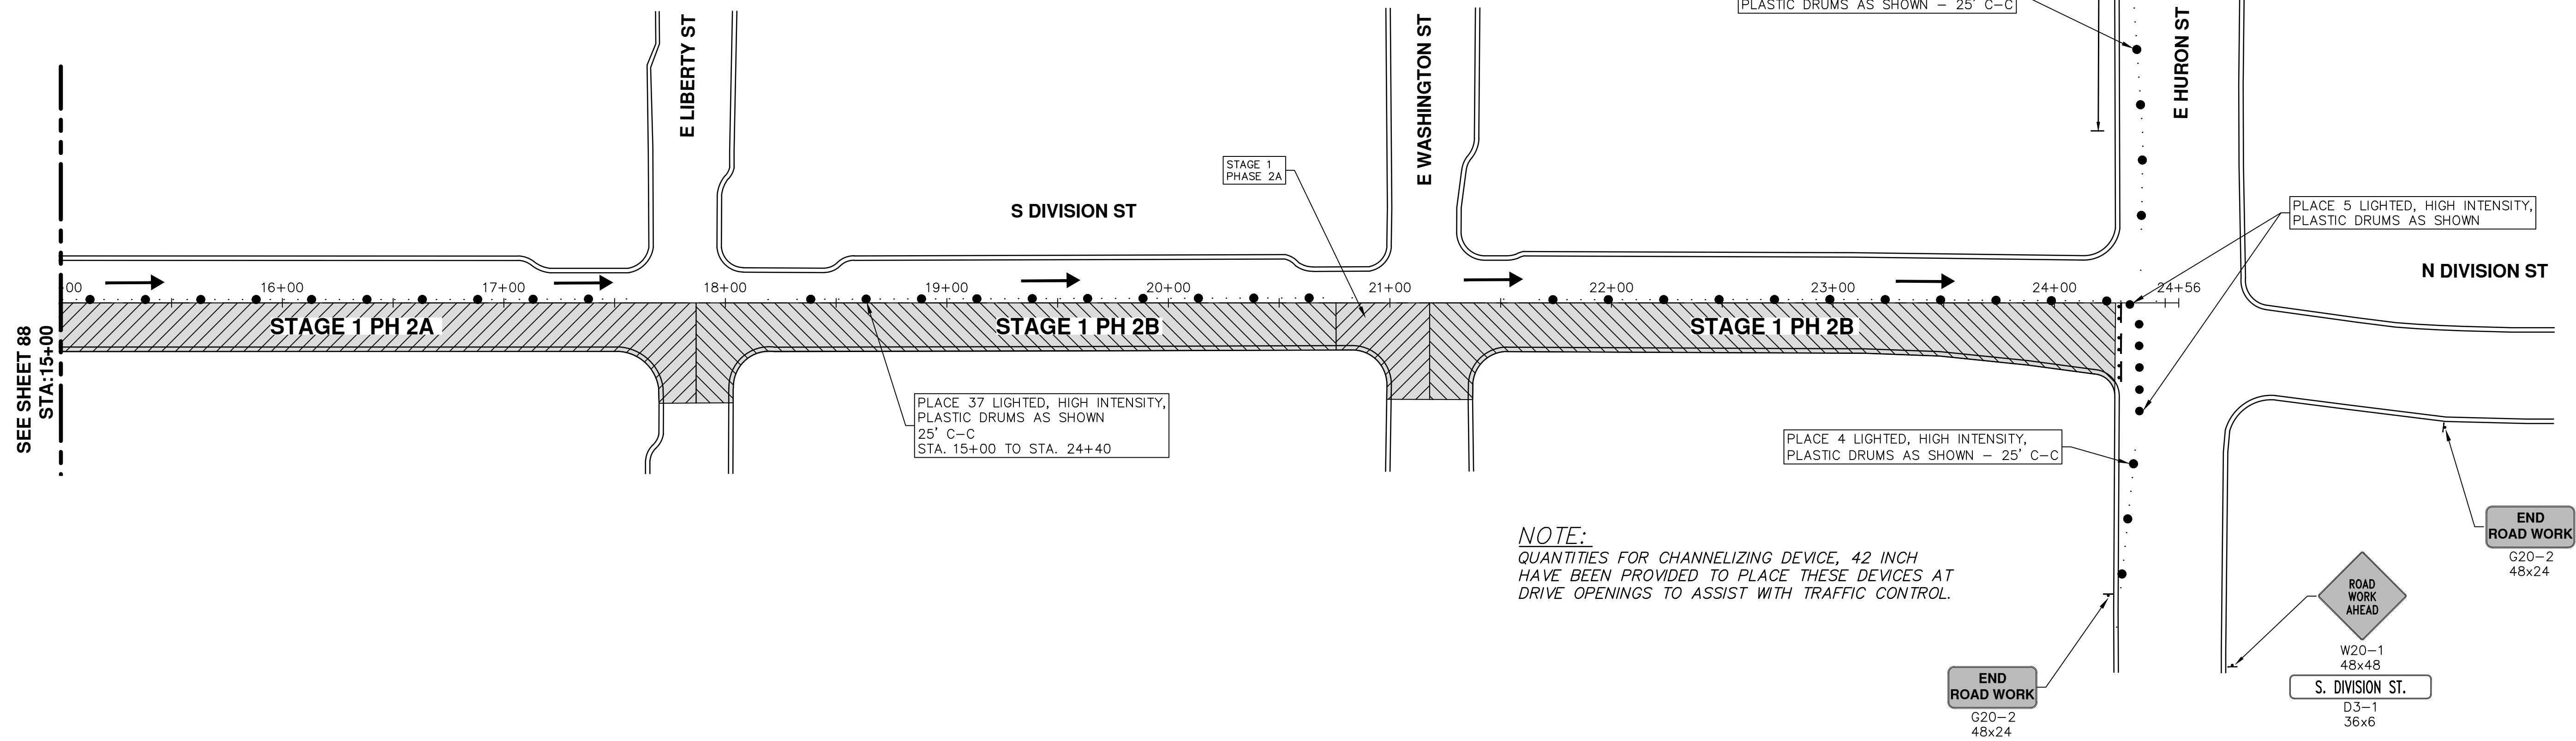 PLASTIC DRUMS AS SHOWN – 25' C–C
E LIBERTY ST
E WASHINGTON ST
E HURON ST
STAGE 1
PHASE 2A
S DIVISION ST
PLACE 5 LIGHTED, HIGH INTENSITY,
PLASTIC DRUMS AS SHOWN
N DIVISION ST
00 16+00 17+00 18+00 19+00 20+00 21+00 22+00 23+00 24+00 24+56
STAGE 1 PH 2A
STAGE 1 PH 2B
STAGE 1 PH 2B
SEE SHEET 88
STA:15+00
PLACE 37 LIGHTED, HIGH INTENSITY,
PLASTIC DRUMS AS SHOWN
25' C–C
STA. 15+00 TO STA. 24+40
PLACE 4 LIGHTED, HIGH INTENSITY,
PLASTIC DRUMS AS SHOWN – 25' C–C
NOTE:
QUANTITIES FOR CHANNELIZING DEVICE, 42 INCH
HAVE BEEN PROVIDED TO PLACE THESE DEVICES AT
DRIVE OPENINGS TO ASSIST WITH TRAFFIC CONTROL.
END
ROAD WORK
G20–2
48x24
ROAD
WORK
AHEAD
W20–1
48x48
S. DIVISION ST.
D3–1
36x6
END
ROAD WORK
G20–2
48x24